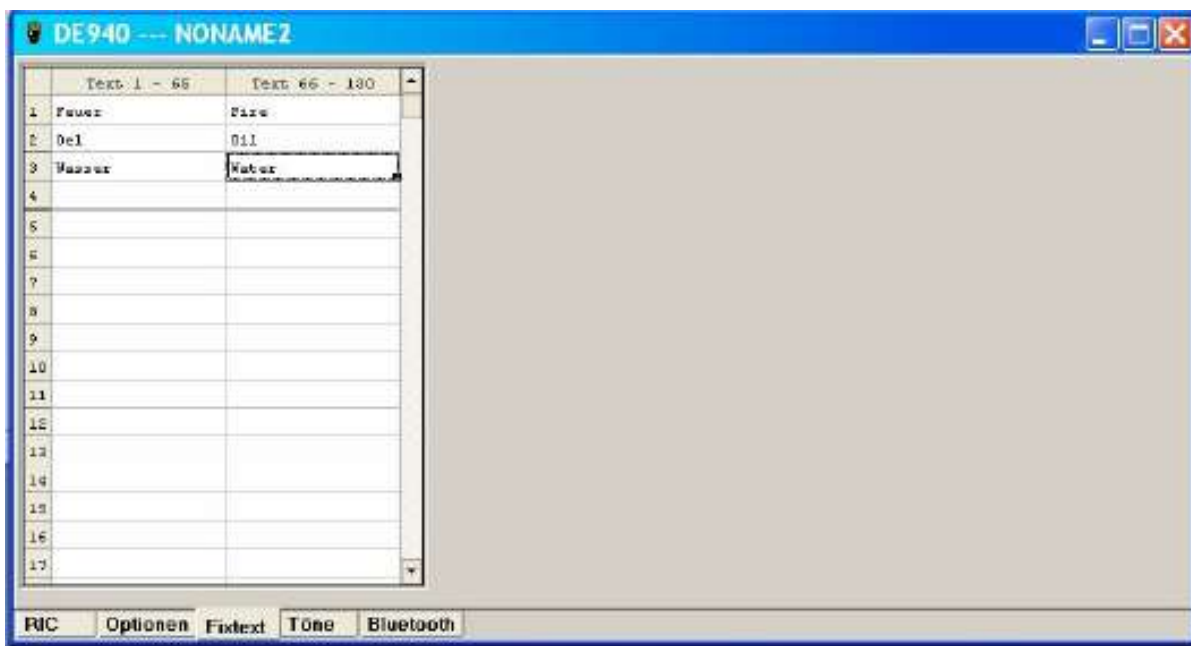 DE940 --- NONAME2
Text 1 - 65 Text 66 - 130
1 Feuer Fire
2 Oel Oil
3 Wasser Water
4
5
6
7
8
9
10
11
12
13
14
15
16
17
RIC Optionen Fixtext Töne Bluetooth